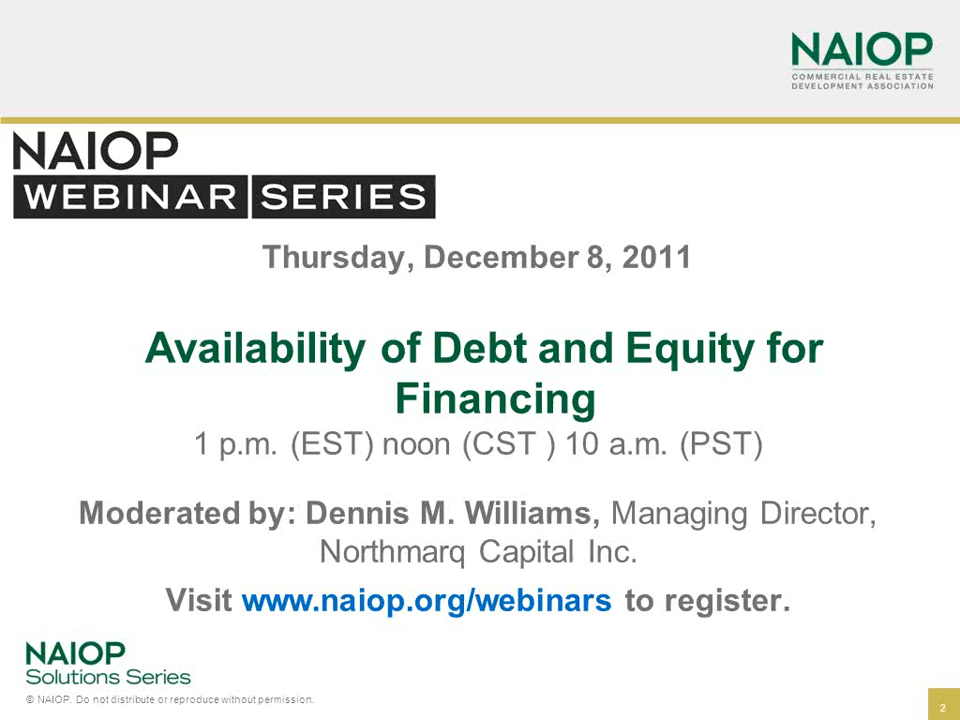 NAIOP
COMMERCIAL REAL ESTATE
DEVELOPMENT ASSOCIATION
NAIOP
WEBINAR SERIES
Thursday, December 8, 2011
Availability of Debt and Equity for
Financing
1 p.m. (EST) noon (CST ) 10 a.m. (PST)
Moderated by: Dennis M. Williams, Managing Director,
Northmarq Capital Inc.
Visit www.naiop.org/webinars to register.
NAIOP
Solutions Series
© NAIOP. Do not distribute or reproduce without permission.
2